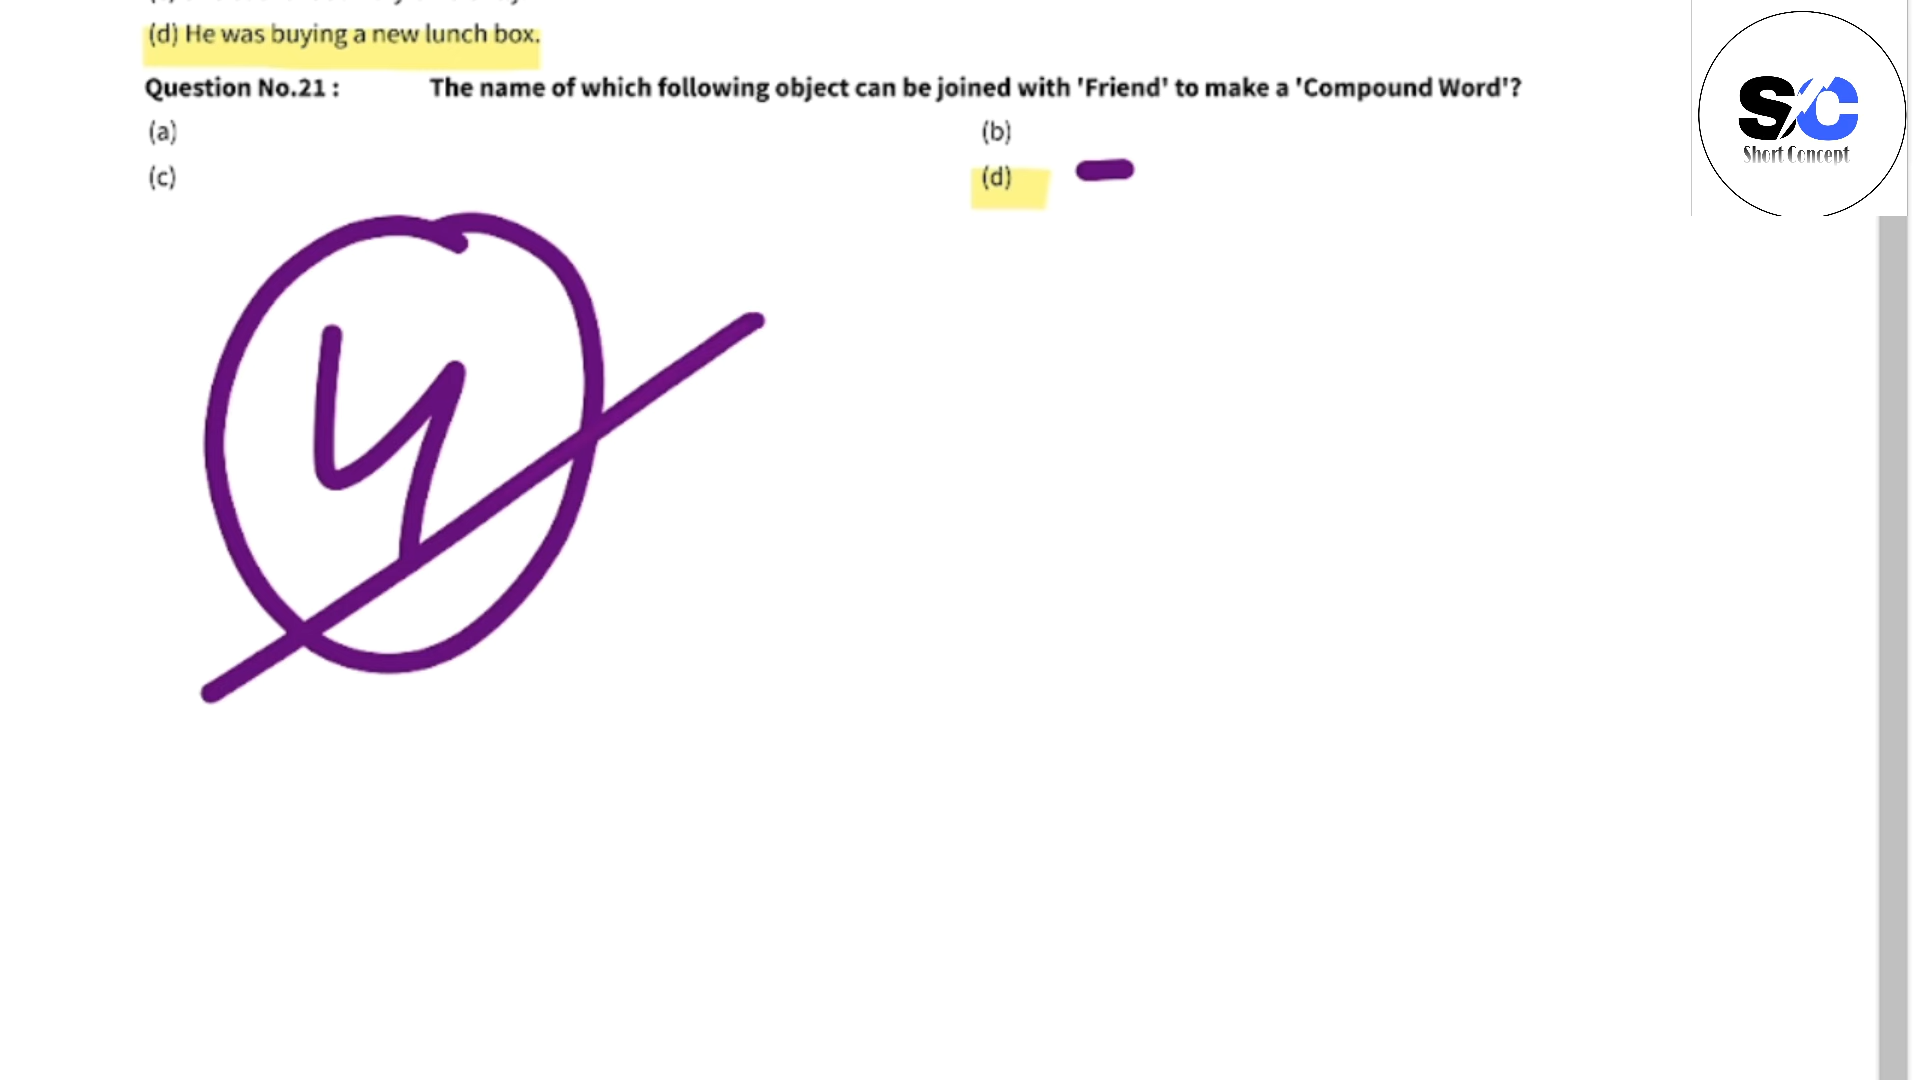 (d) He was buying a new lunch box.
Question No.21 : The name of which following object can be joined with 'Friend' to make a 'Compound Word'?
(a) (b)
(c) (d)
4
SC
Short Concept